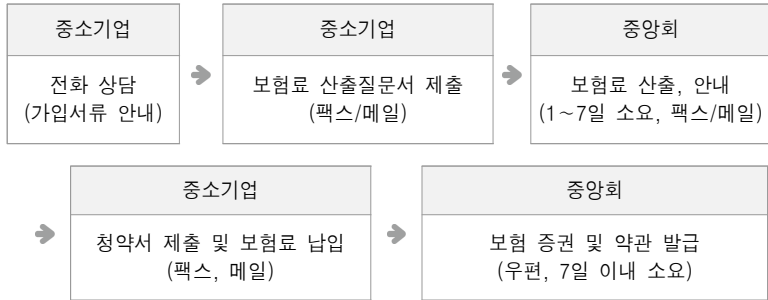 중소기업
전화 상담
(가입서류 안내)
중소기업
보험료 산출질문서 제출
(팩스/메일)
중앙회
보험료 산출, 안내
(1~7일 소요, 팩스/메일)
중소기업
청약서 제출 및 보험료 납입
(팩스, 메일)
중앙회
보험 증권 및 약관 발급
(우편, 7일 이내 소요)